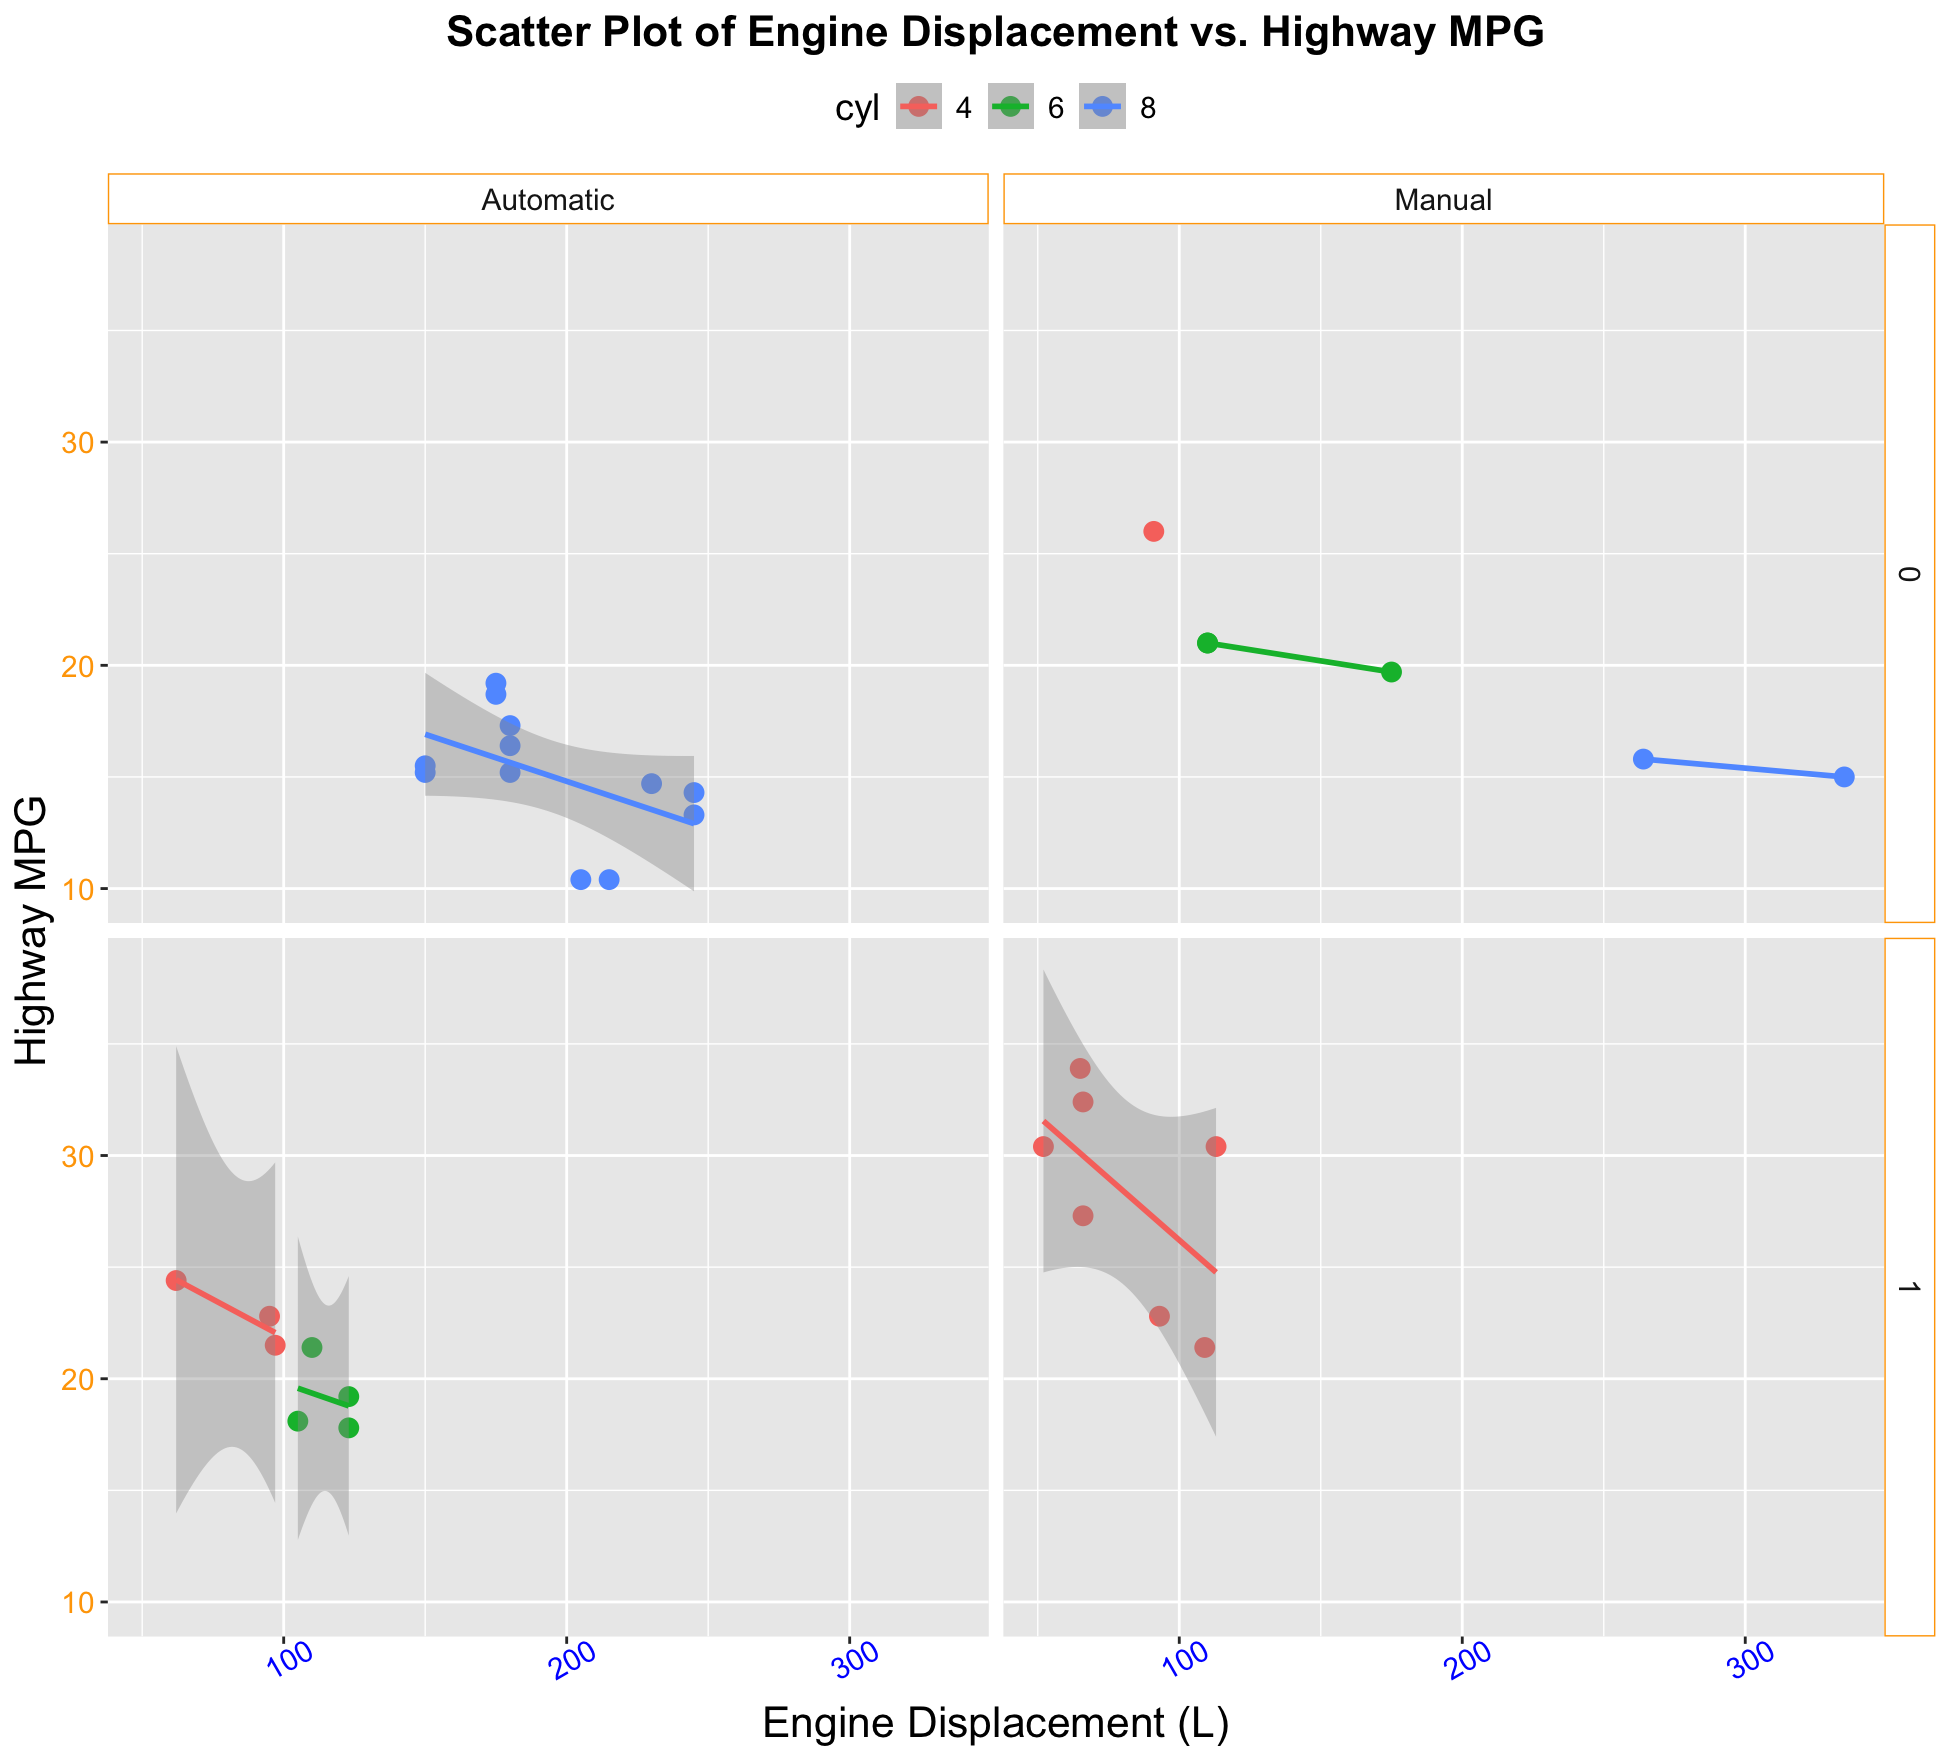 Scatter Plot of Engine Displacement vs. Highway MPG
cyl 4 6 8
Automatic Manual
0
30
20
10
Highway MPG
1
30
20
10
100 200 300 100 200 300
Engine Displacement (L)